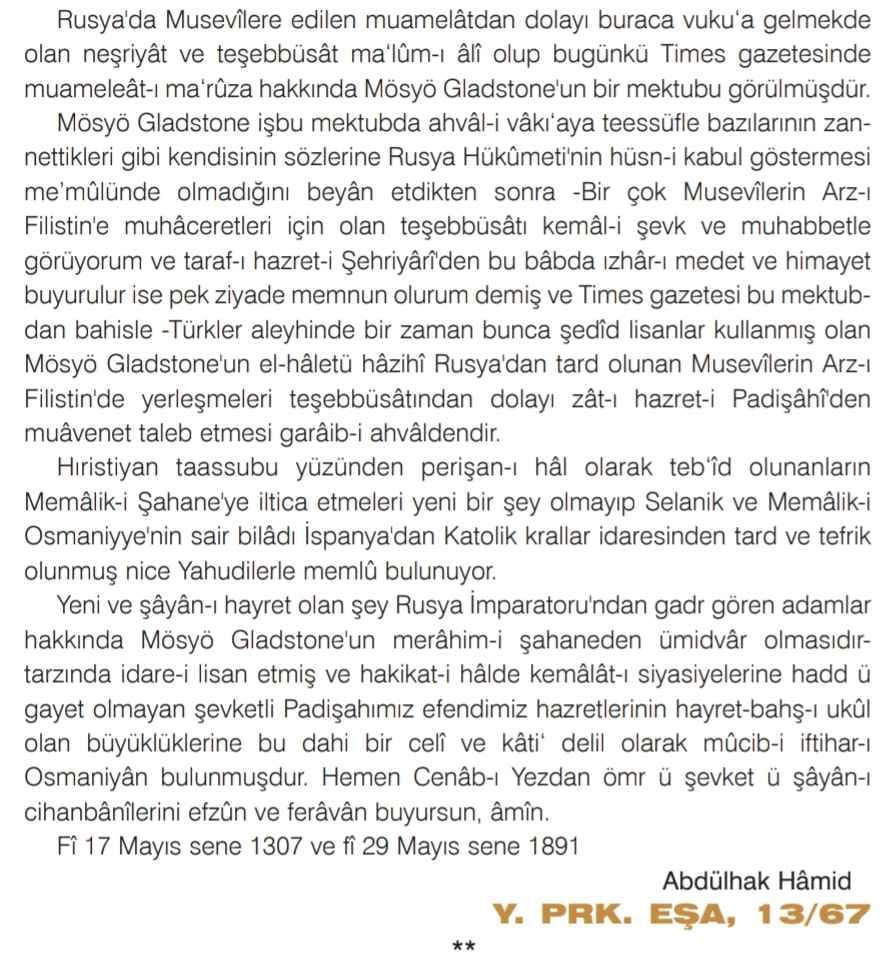 Rusya'da Musevîlere edilen muamelâtdan dolayı buraca vuku‘a gelmekde
olan neşriyât ve teşebbüsât ma‘lûm-ı âlî olup bugünkü Times gazetesinde
muameleât-ı ma‘rûza hakkında Mösyö Gladstone'un bir mektubu görülmüşdür.
Mösyö Gladstone işbu mektubda ahvâl-i vâkı‘aya teessüfle bazılarının zan-
nettikleri gibi kendisinin sözlerine Rusya Hükûmeti'nin hüsn-i kabul göstermesi
me’mûlünde olmadığını beyân etdikten sonra -Bir çok Musevîlerin Arz-ı
Filistin'e muhâceretleri için olan teşebbüsâtı kemâl-i şevk ve muhabbetle
görüyorum ve taraf-ı hazret-i Şehriyârî'den bu bâbda ızhâr-ı medet ve himayet
buyurulur ise pek ziyade memnun olurum demiş ve Times gazetesi bu mektub-
dan bahisle -Türkler aleyhinde bir zaman bunca şedîd lisanlar kullanmış olan
Mösyö Gladstone'un el-hâletü hâzihî Rusya'dan tard olunan Musevîlerin Arz-ı
Filistin'de yerleşmeleri teşebbüsâtından dolayı zât-ı hazret-i Padişâhî'den
muâvenet taleb etmesi garâib-i ahvâldendir.
Hıristiyan taassubu yüzünden perişan-ı hâl olarak teb‘îd olunanların
Memâlik-i Şahane'ye iltica etmeleri yeni bir şey olmayıp Selanik ve Memâlik-i
Osmaniyye'nin sair bilâdı İspanya'dan Katolik krallar idaresinden tard ve tefrik
olunmuş nice Yahudilerle memlû bulunuyor.
Yeni ve şâyân-ı hayret olan şey Rusya İmparatoru'ndan gadr gören adamlar
hakkında Mösyö Gladstone'un merâhim-i şahaneden ümidvâr olmasıdır-
tarzında idare-i lisan etmiş ve hakikat-i hâlde kemâlât-ı siyasiyelerine hadd ü
gayet olmayan şevketli Padişahımız efendimiz hazretlerinin hayret-bahş-ı ukûl
olan büyüklüklerine bu dahi bir celî ve kâti‘ delil olarak mûcib-i iftihar-ı
Osmaniyân bulunmuşdur. Hemen Cenâb-ı Yezdan ömr ü şevket ü şâyân-ı
cihanbânîlerini efzûn ve ferâvân buyursun, âmîn.
Fî 17 Mayıs sene 1307 ve fî 29 Mayıs sene 1891
Abdülhak Hâmid
Y. PRK. EŞA, 13/67
**